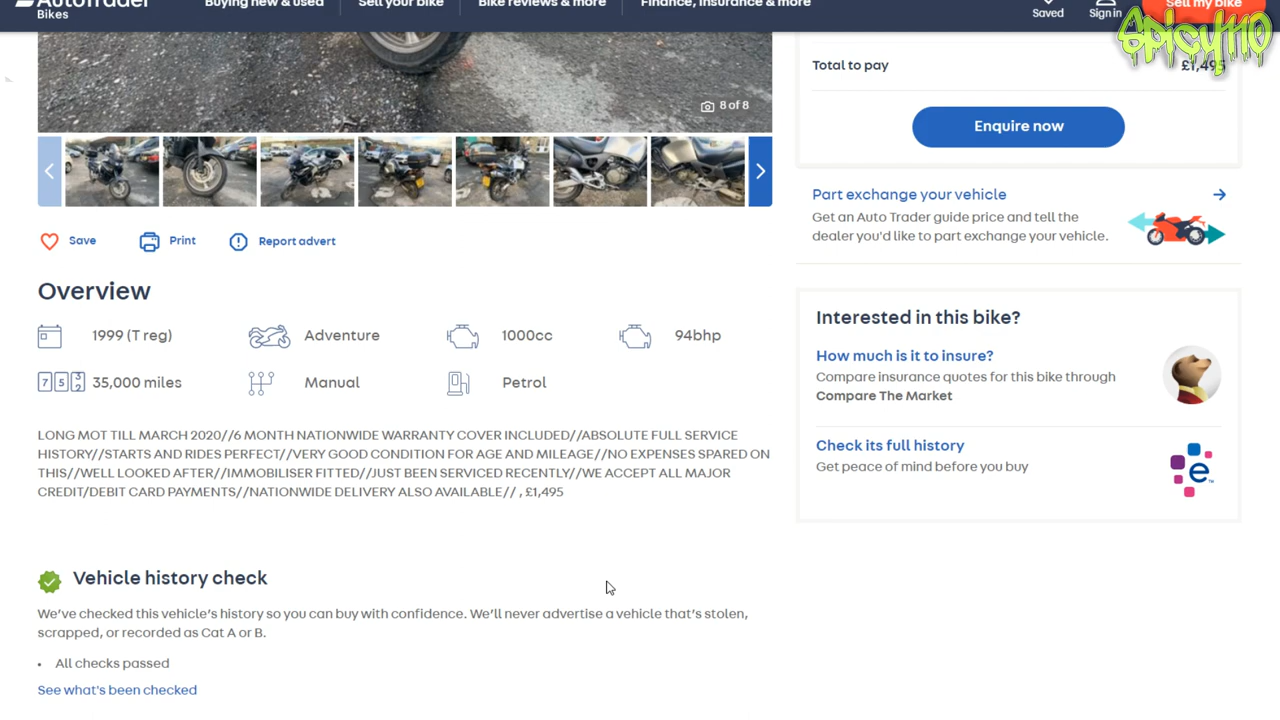 AutoTrader
Bikes
Buying new & used
Sell your bike
Bike reviews & more
Finance, insurance & more
Saved
Sign in
Sell my bike
SPICY110
8 of 8
Total to pay
£1,495
Enquire now
Part exchange your vehicle
Get an Auto Trader guide price and tell the
dealer you'd like to part exchange your vehicle.
Save
Print
Report advert
Overview
1999 (T reg)
Adventure
1000cc
94bhp
35,000 miles
Manual
Petrol
LONG MOT TILL MARCH 2020//6 MONTH NATIONWIDE WARRANTY COVER INCLUDED//ABSOLUTE FULL SERVICE
HISTORY//STARTS AND RIDES PERFECT//VERY GOOD CONDITION FOR AGE AND MILEAGE//NO EXPENSES SPARED ON
THIS//WELL LOOKED AFTER//IMMOBILISER FITTED//JUST BEEN SERVICED RECENTLY//WE ACCEPT ALL MAJOR
CREDIT/DEBIT CARD PAYMENTS//NATIONWIDE DELIVERY ALSO AVAILABLE// , £1,495
Interested in this bike?
How much is it to insure?
Compare insurance quotes for this bike through
Compare The Market
Check its full history
Get peace of mind before you buy
Vehicle history check
We've checked this vehicle's history so you can buy with confidence. We'll never advertise a vehicle that's stolen,
scrapped, or recorded as Cat A or B.
• All checks passed
See what's been checked